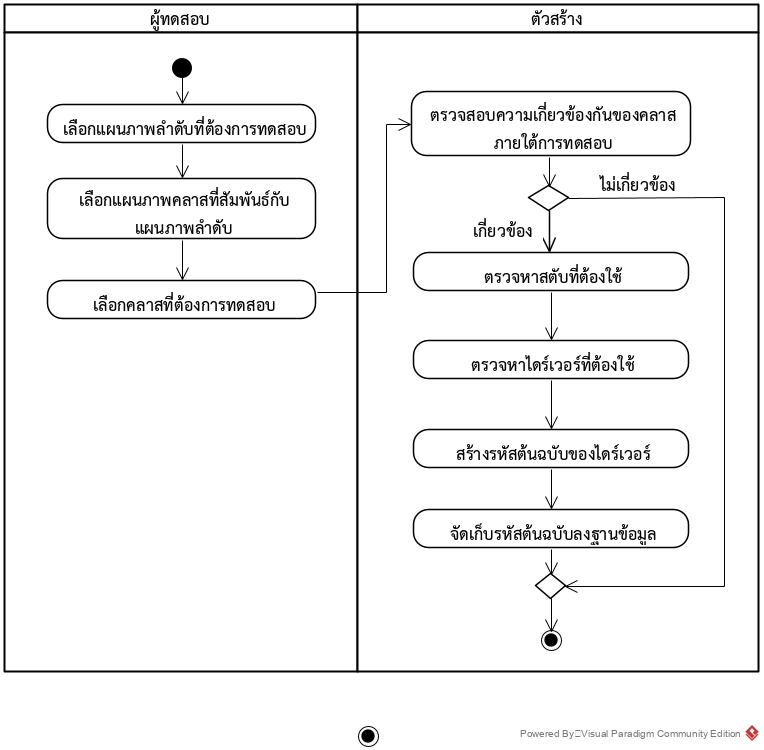 ผู้ทดสอบ
ตัวสร้าง
เลือกแผนภาพลำดับที่ต้องการทดสอบ
เลือกแผนภาพคลาสที่สัมพันธ์กับ
แผนภาพลำดับ
เลือกคลาสที่ต้องการทดสอบ
ตรวจสอบความเกี่ยวข้องกันของคลาส
ภายใต้การทดสอบ
ไม่เกี่ยวข้อง
เกี่ยวข้อง
ตรวจหาสตับที่ต้องใช้
ตรวจหาไดร์เวอร์ที่ต้องใช้
สร้างรหัสต้นฉบับของไดร์เวอร์
จัดเก็บรหัสต้นฉบับลงฐานข้อมูล
Powered By Visual Paradigm Community Edition